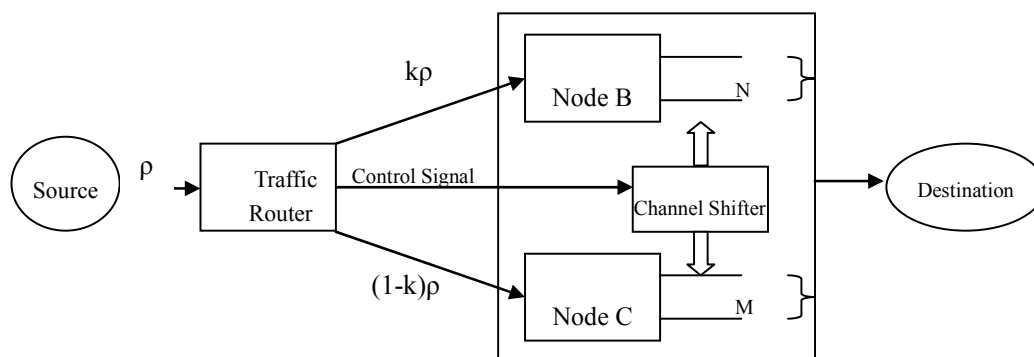 kρ
Node B
N
Source
ρ
Traffic
Router
Control Signal
Channel Shifter
Destination
(1-k)ρ
Node C
M